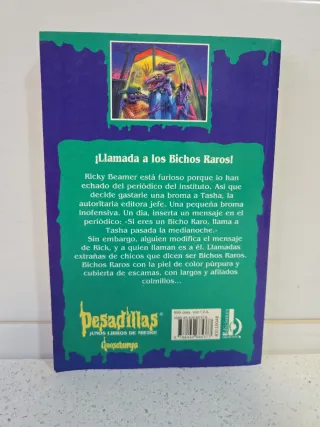 ¡Llamada a los Bichos Raros!
Ricky Beamer está furioso porque lo han
echado del periódico del instituto. Así que
decide gastarle una broma a Tasha, la
autoritaria editora jefe. Una pequeña broma
inofensiva. Un día, inserta un mensaje en el
periódico: «Si eres un Bicho Raro, llama a
Tasha pasada la medianoche.»
Sin embargo, alguien modifica el mensaje
de Rick, y a quien llaman es a él. Llamadas
extrañas de chicos que dicen ser Bichos Raros.
Bichos Raros con la piel de color púrpura y
cubierta de escamas, con largos y afilados
colmillos...
Pesadillas
¡UNOS LIBROS DE MIEDO!
Goosebumps